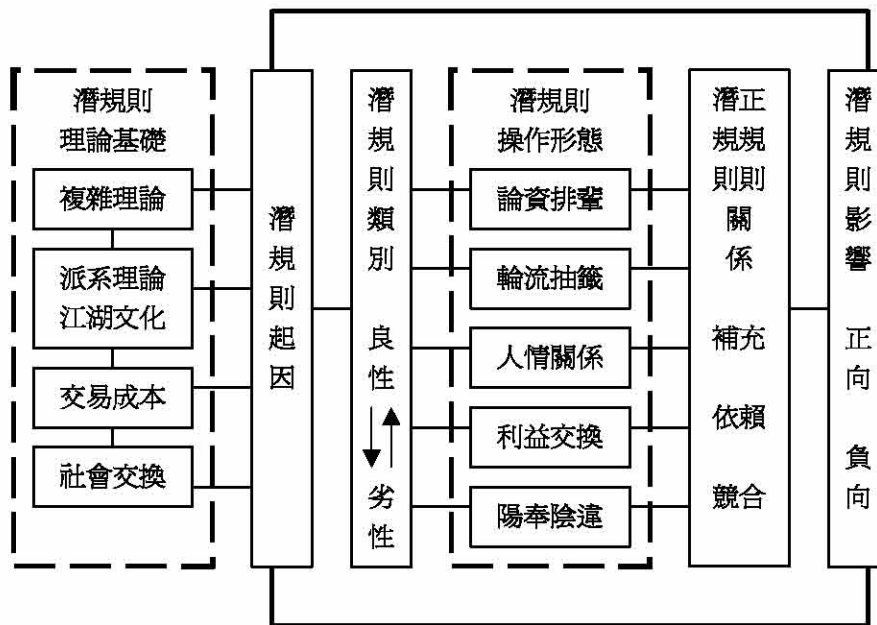 潛規則
理論基礎
複雜理論
派系理論
江湖文化
交易成本
社會交換
潛規則起因
潛規則類別
良性
劣性
潛規則
操作形態
論資排輩
輪流抽籤
人情關係
利益交換
陽奉陰違
潛正
規規
則則
關
係
補充
依賴
競合
潛規則影響
正向
負向